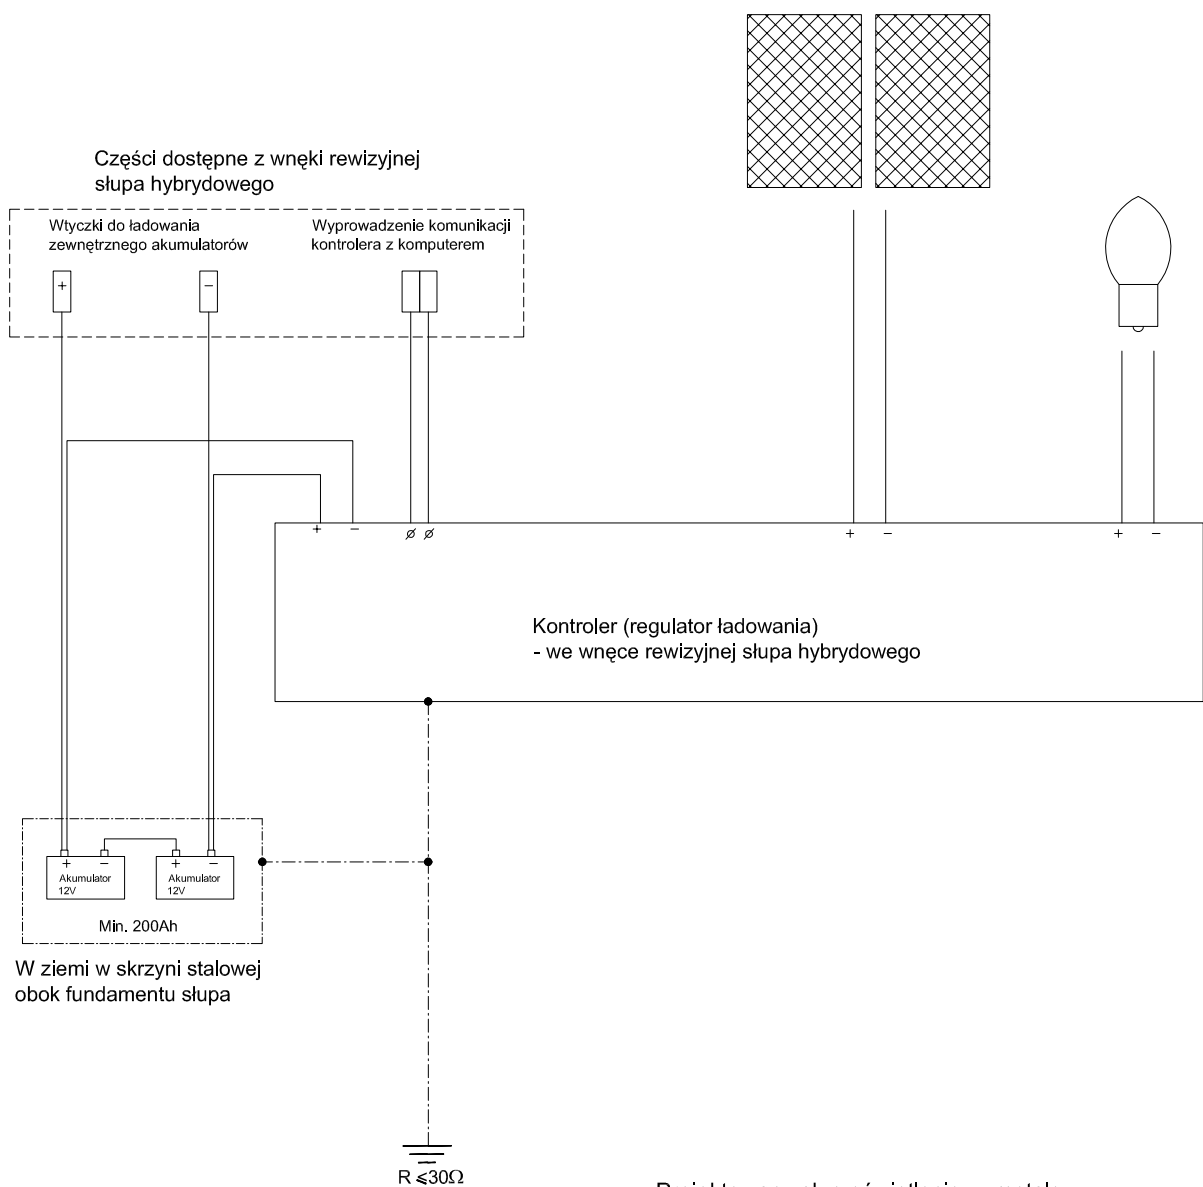 Części dostępne z wnęki rewizyjnej
słupa hybrydowego
Wtyczki do ładowania
zewnętrznego akumulatorów
Wyprowadzenie komunikacji
kontrolera z komputerem
+
-
+ - ø ø + - + -
Kontroler (regulator ładowania)
- we wnęce rewizyjnej słupa hybrydowego
+ - + -
Akumulator
12V
Akumulator
12V
Min. 200Ah
W ziemi w skrzyni stalowej
obok fundamentu słupa
R ⩽30Ω